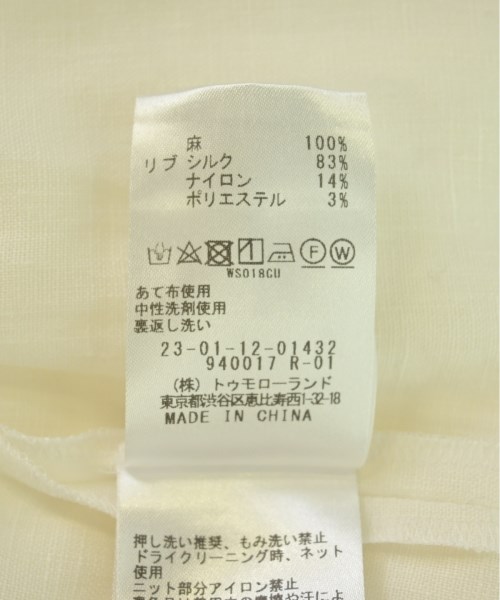 麻 100%
リブ シルク 83%
ナイロン 14%
ポリエステル 3%
F W
WS018CU
あて布使用
中性洗剤使用
裏返し洗い
23-01-12-01432
940017 R-01
(株) トゥモローランド
東京都渋谷区恵比寿西1-32-18
MADE IN CHINA
押し洗い推奨、もみ洗い禁止
ドライクリーニング時、ネット
使用
ニット部分アイロン禁止